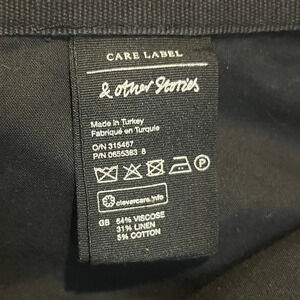 CARE LABEL
& other Stories
Made in Turkey
Fabriqué en Turquie
O/N 315467
P/N 0655363 8
P
clevercare.info
GB 64% VISCOSE
31% LINEN
5% COTTON